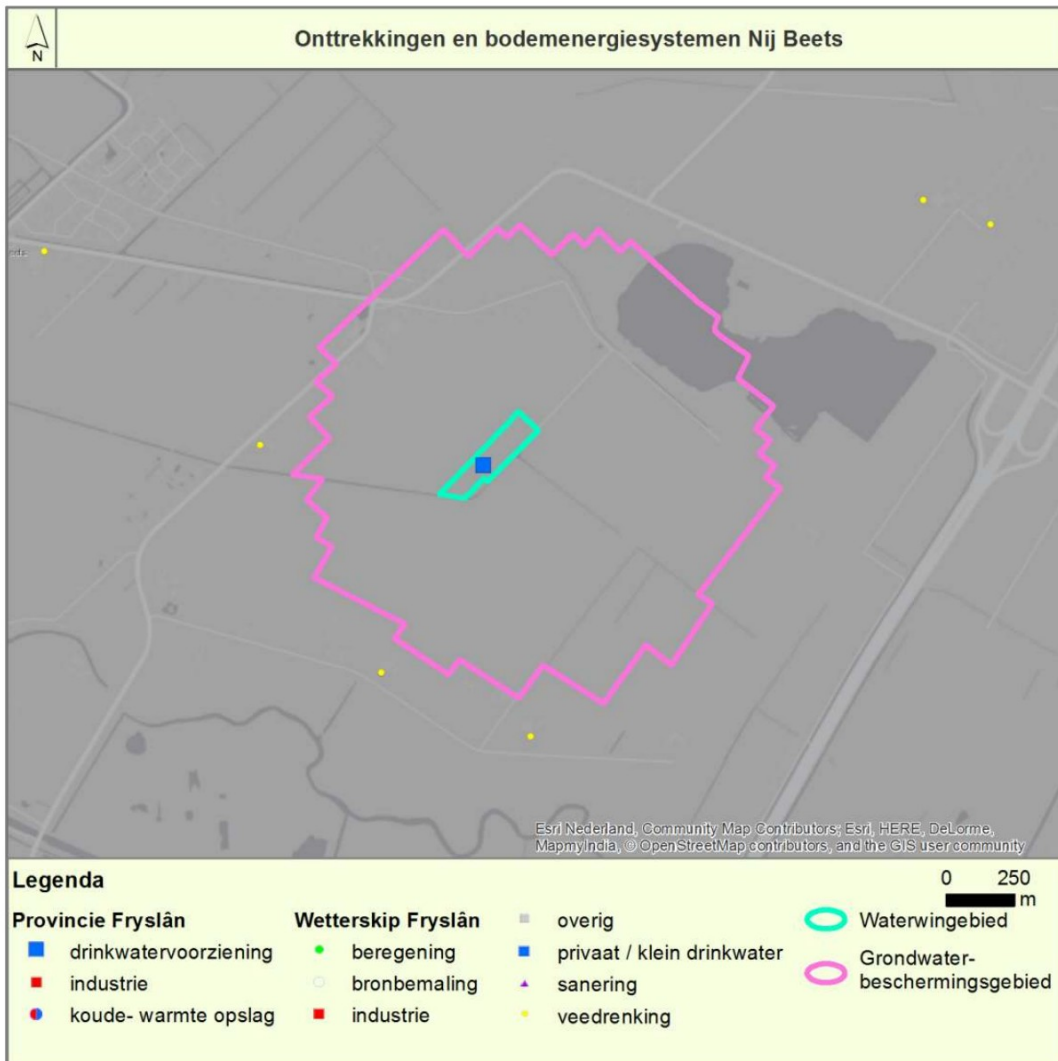 N
Onttrekkingen en bodemenergiesystemen Nij Beets
nds
Esri Nederland, Community Map Contributors; Esri, HERE, DeLorme,
MapmyIndia, © OpenStreetMap contributors, and the GIS user community
Legenda
0 250
m
Provincie Fryslân
drinkwatervoorziening
industrie
koude- warmte opslag
Wetterskip Fryslân
beregening
bronbemaling
industrie
overig
privaat / klein drinkwater
sanering
veedrenking
Waterwingebied
Grondwater-
beschermingsgebied